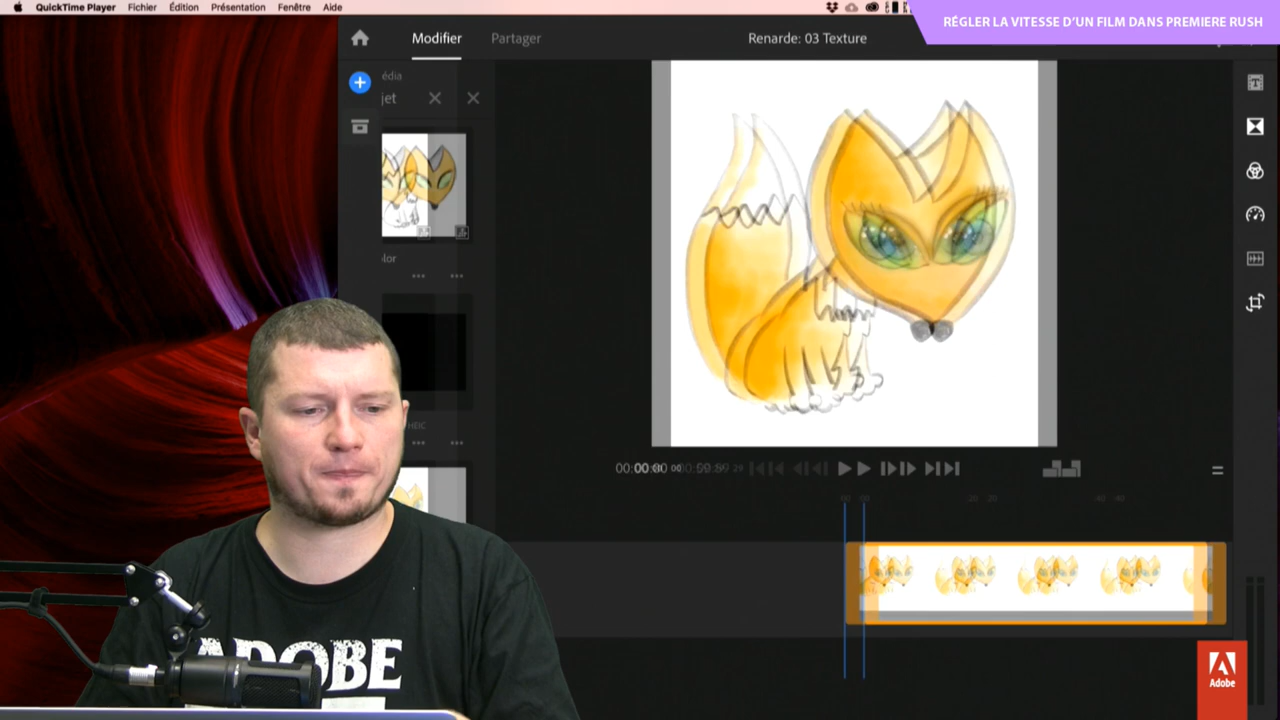 QuickTime Player Fichier Édition Présentation Fenêtre Aide
RÉGLER LA VITESSE D'UN FILM DANS PREMIERE RUSH
Modifier Partager Renarde: 03 Texture
édia
jet
lor
HDIC
ADOBE
Adobe